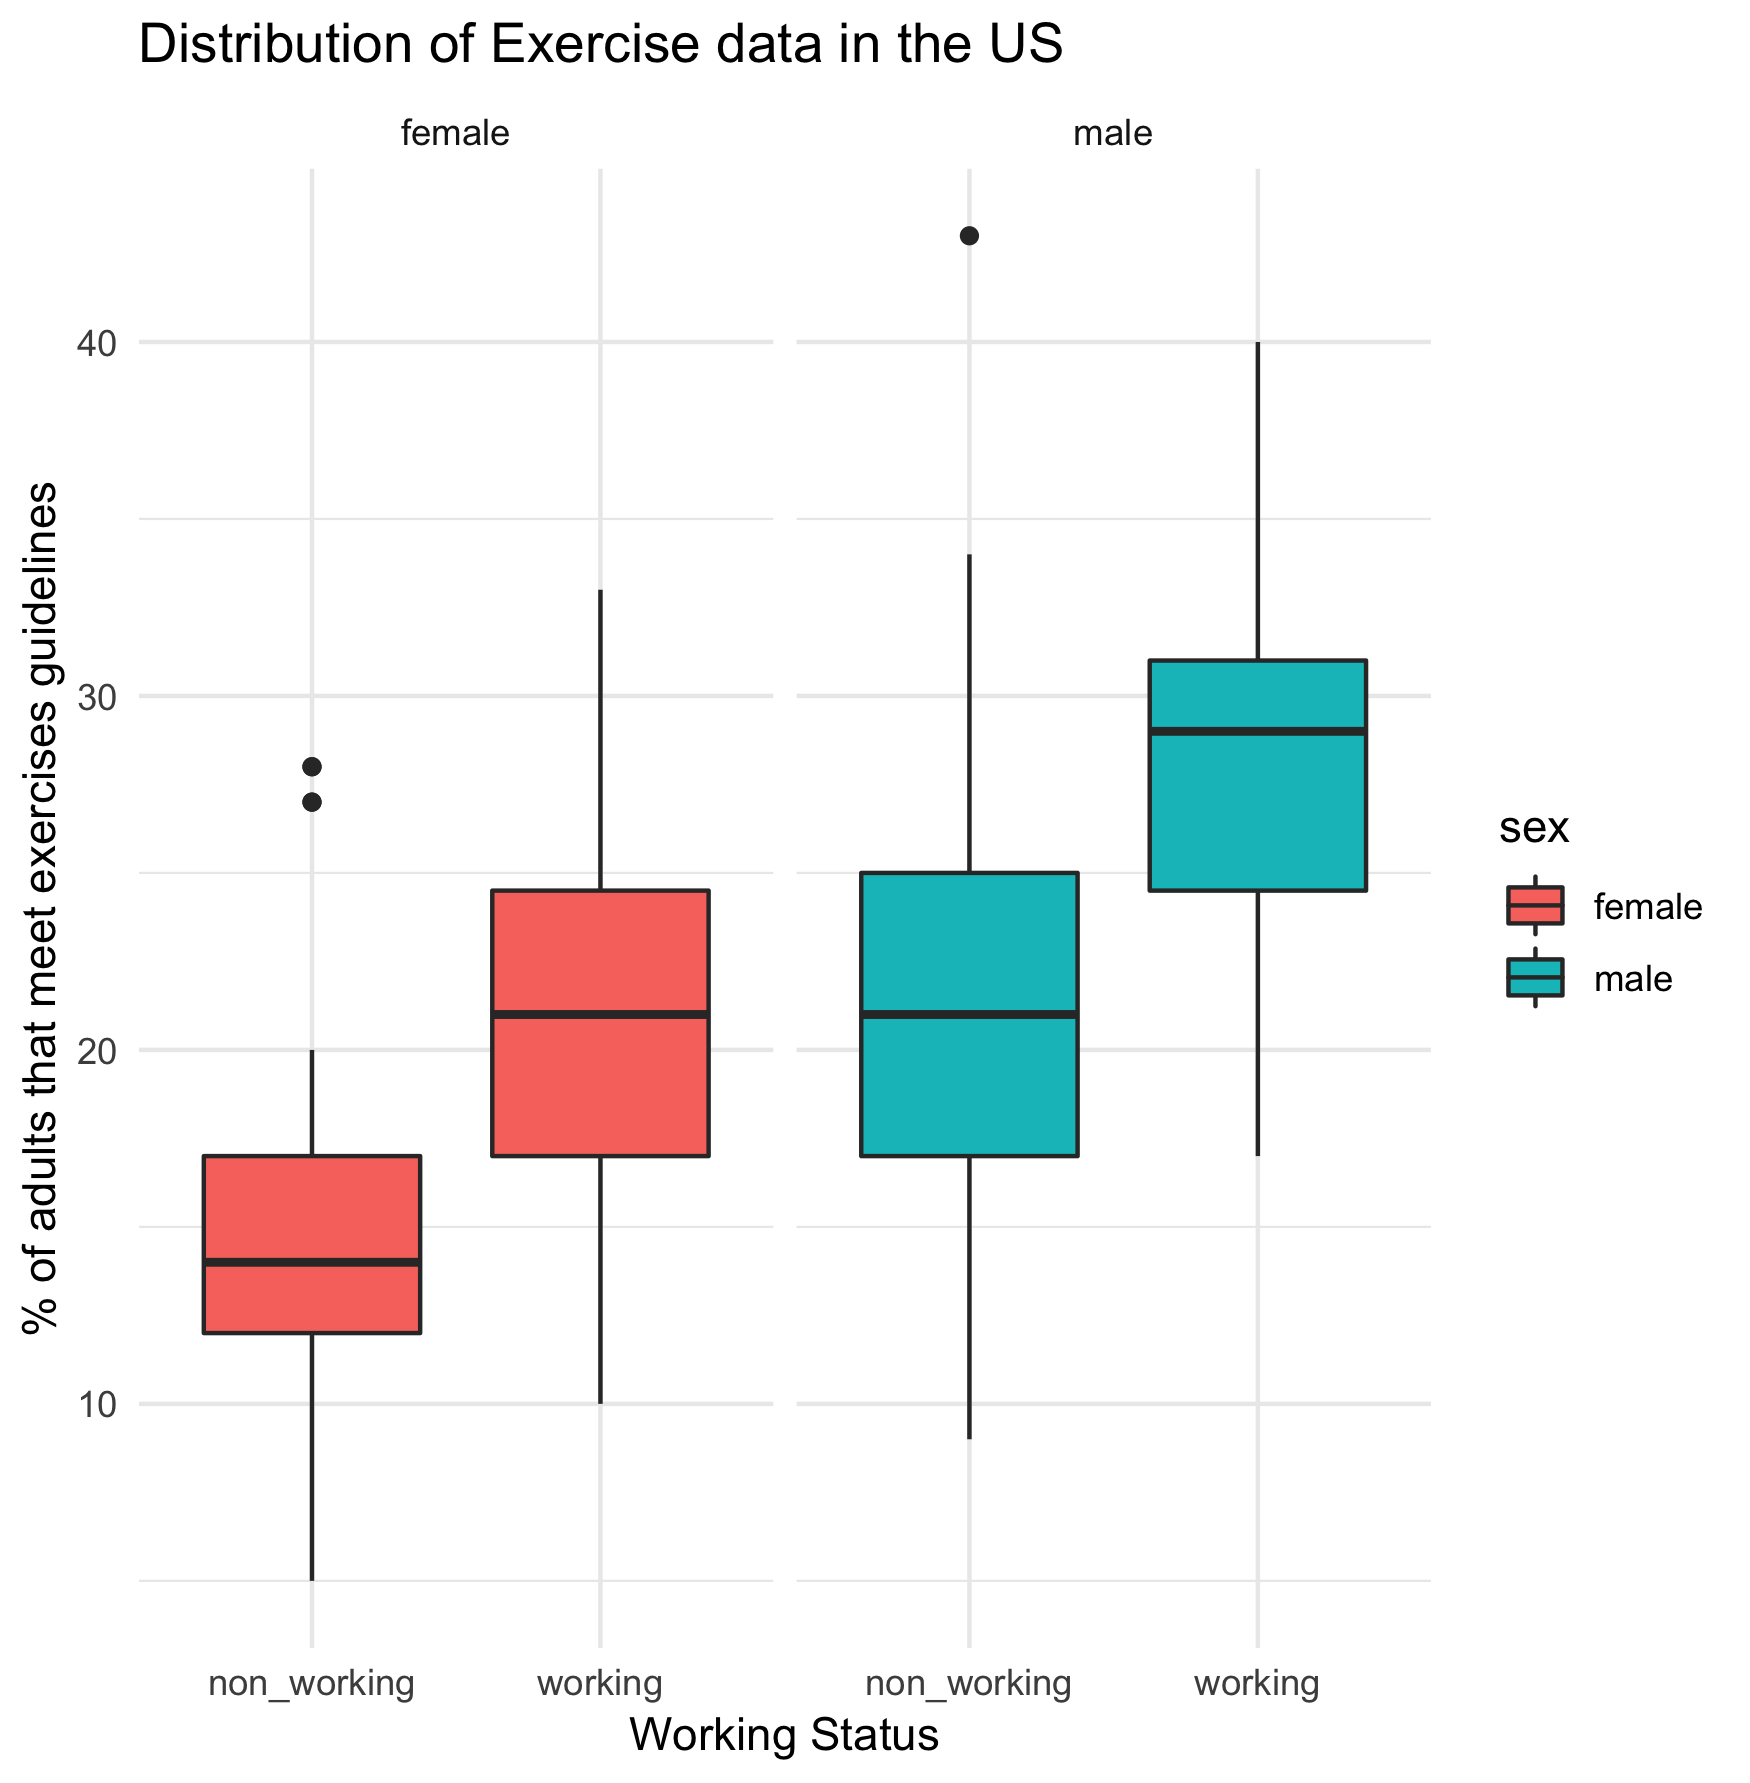 Distribution of Exercise data in the US
female
male
40
30
20
10
% of adults that meet exercises guidelines
non_working
working
non_working
working
Working Status
sex
female
male